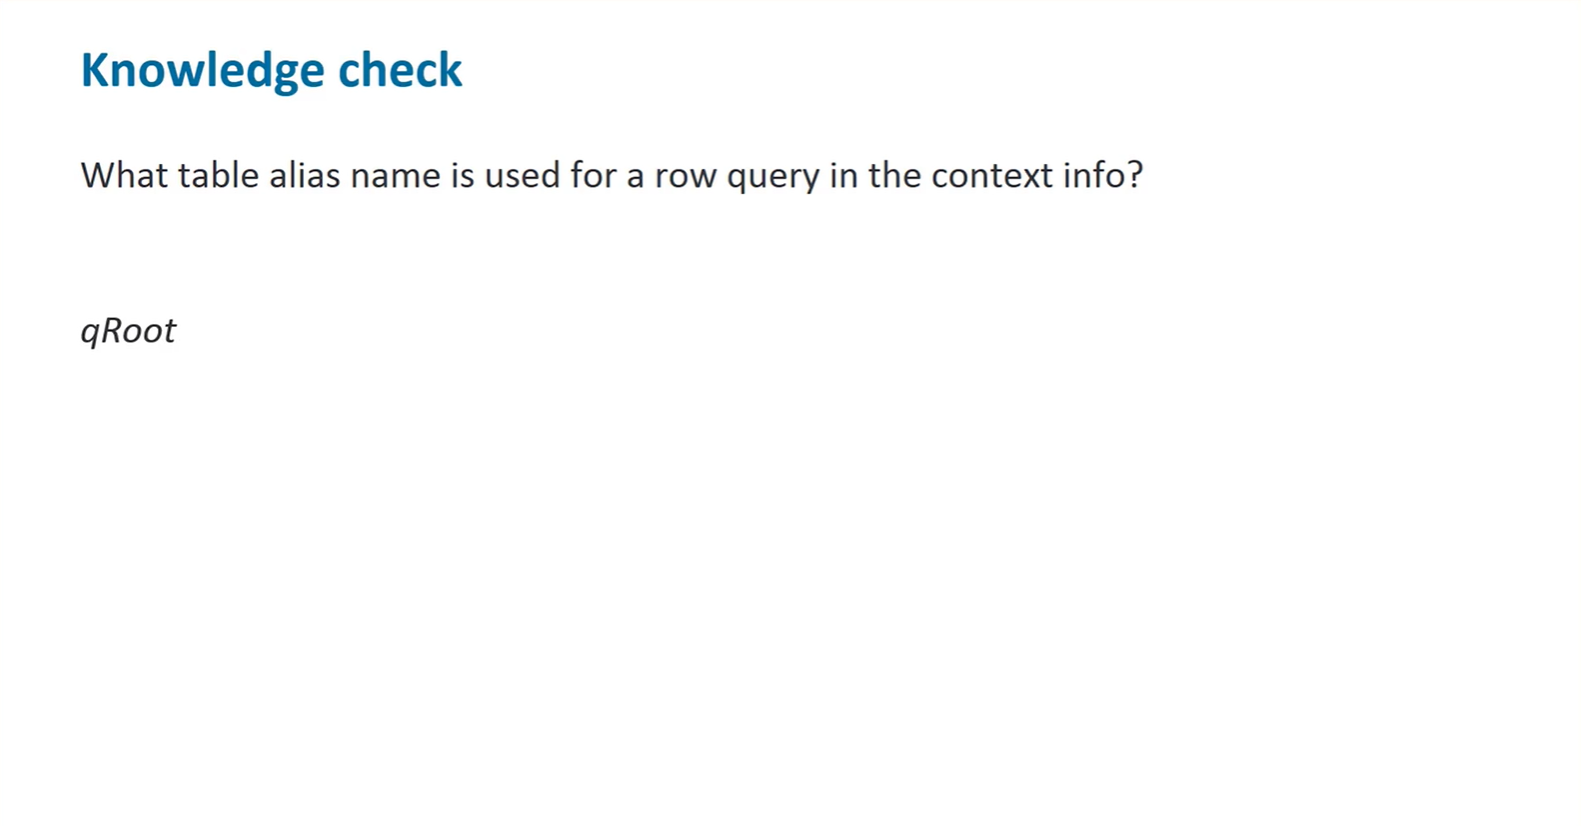 Knowledge check
What table alias name is used for a row query in the context info?
qRoot